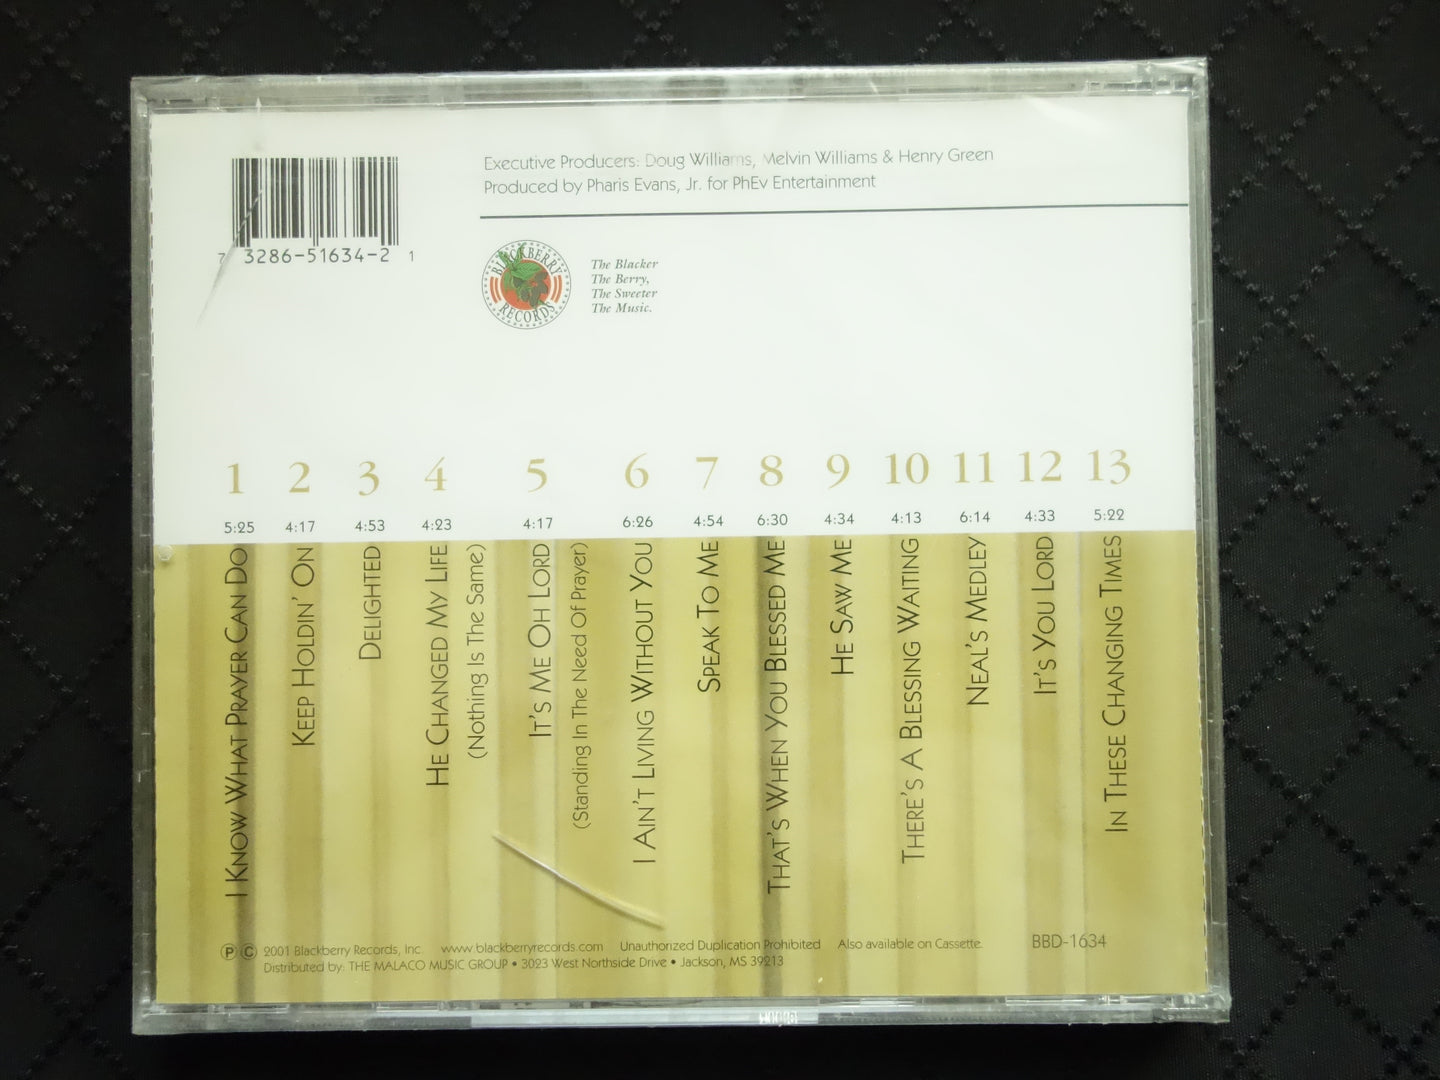 Executive Producers: Doug Williams, Melvin Williams & Henry Green
Produced by Pharis Evans, Jr. for PhEv Entertainment
7 3286-51634-2 1
BLACKBERRY
RECORDS
The Blacker
The Berry,
The Sweeter
The Music.
1 2 3 4 5 6 7 8 9 10 11 12 13
5:25 4:17 4:53 4:23 4:17 6:26 4:54 6:30 4:34 4:13 6:14 4:33 5:22
I KNOW WHAT PRAYER CAN DO
KEEP HOLDIN' ON
DELIGHTED
HE CHANGED MY LIFE
(Nothing Is The Same)
IT'S ME OH LORD
(Standing In The Need Of Prayer)
I AIN'T LIVING WITHOUT YOU
SPEAK TO ME
THAT'S WHEN YOU BLESSED ME
HE SAW ME
THERE'S A BLESSING WAITING
NEAL'S MEDLEY
IT'S YOU LORD
IN THESE CHANGING TIMES
Ⓟ © 2001 Blackberry Records, Inc. www.blackberryrecords.com Unauthorized Duplication Prohibited Also available on Cassette. BBD-1634
Distributed by: THE MALACO MUSIC GROUP • 3023 West Northside Drive • Jackson, MS 39213